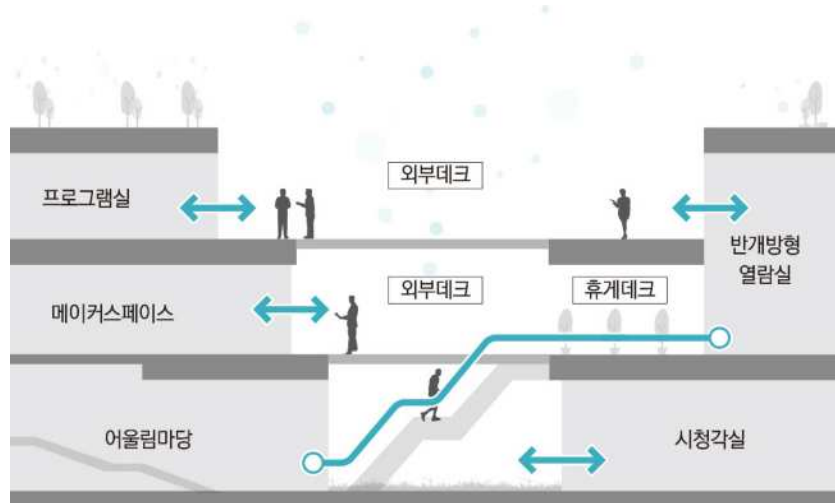 외부데크
프로그램실
반개방형
열람실
외부데크
휴게데크
메이커스페이스
어울림마당
시청각실